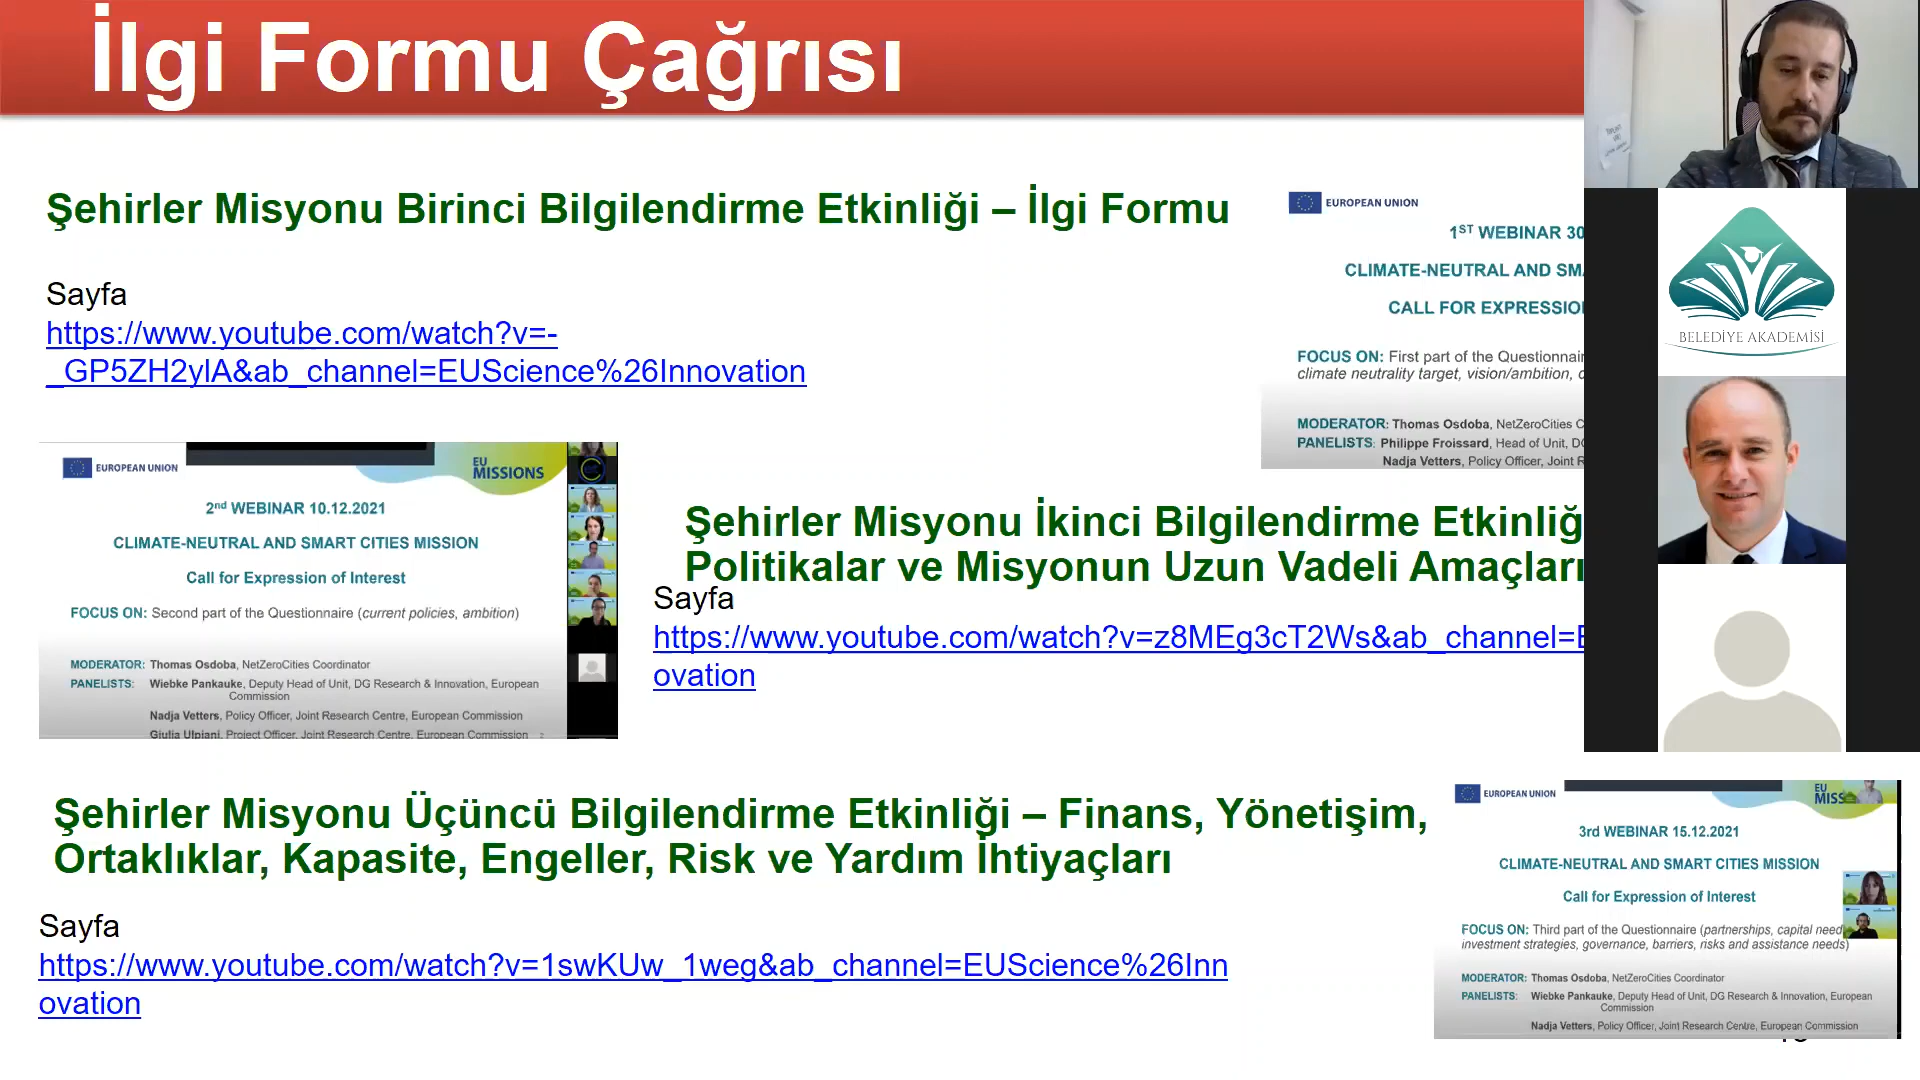 İlgi Formu Çağrısı
Şehirler Misyonu Birinci Bilgilendirme Etkinliği – İlgi Formu
Sayfa
https://www.youtube.com/watch?v=-
_GP5ZH2ylA&ab_channel=EUScience%26Innovation
EUROPEAN UNION
1ST WEBINAR 30
CLIMATE-NEUTRAL AND
CALL FOR
FOCUS ON: First part of the
climate neutrality target, vision/ambition,
MODERATOR: Thomas Osdoba, NetZeroCities
PANELISTS: Philippe Froissard, Head of Unit,
Nadja Vetters, Policy Officer, Joint
BELEDİYE AKADEMİSİ
EUROPEAN UNION
EU
MISSIONS
2nd WEBINAR 10.12.2021
CLIMATE-NEUTRAL AND SMART CITIES MISSION
Call for Expression of Interest
FOCUS ON: Second part of the Questionnaire (current policies, ambition)
MODERATOR: Thomas Osdoba, NetZeroCities Coordinator
PANELISTS: Wiebke Pankauke, Deputy Head of Unit, DG Research & Innovation, European
Commission
Nadja Vetters, Policy Officer, Joint Research Centre, European Commission
Giulia Ulpiani, Project Officer, Joint Research Centre, European Commission
Şehirler Misyonu İkinci Bilgilendirme
Politikalar ve Misyonun Uzun Vadeli Amaçları
Sayfa
https://www.youtube.com/watch?v=z8MEg3cT2Ws&ab_channel=E
ovation
Şehirler Misyonu Üçüncü Bilgilendirme Etkinliği – Finans, Yönetişim,
Ortaklıklar, Kapasite, Engeller, Risk ve Yardım İhtiyaçları
Sayfa
https://www.youtube.com/watch?v=1swKUw_1weg&ab_channel=EUScience%26Inn
ovation
EUROPEAN UNION
EU
3rd WEBINAR 15.12.2021
CLIMATE-NEUTRAL AND SMART CITIES MISSION
Call for Expression of Interest
FOCUS ON: Third part of the Questionnaire (partnerships, capital
investment strategies, governance, barriers, risks and assistance needs)
MODERATOR: Thomas Osdoba, NetZeroCities Coordinator
PANELISTS: Wiebke Pankauke, Deputy Head of Unit, DG Research & Innovation, European
Commission
Nadja Vetters, Policy Officer, Joint Research Centre, European Commission